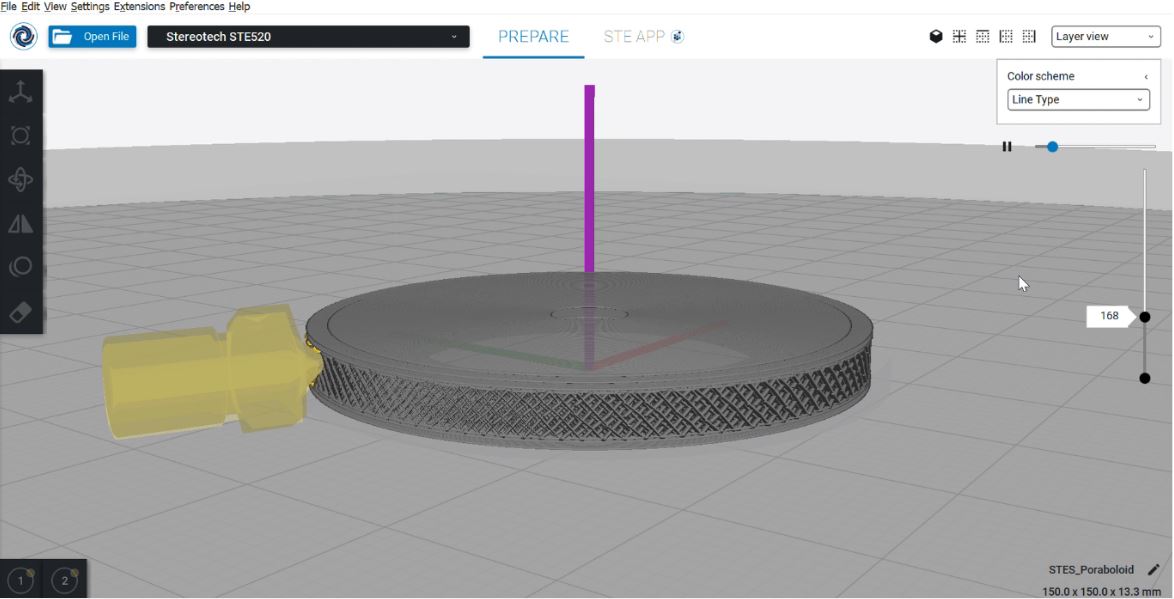 File Edit View Settings Extensions Preferences Help
Open File
Stereotech STE520
PREPARE
STE APP
Layer view
Color scheme
Line Type
168
1
2
STES_Poraboloid
150.0 x 150.0 x 13.3 mm